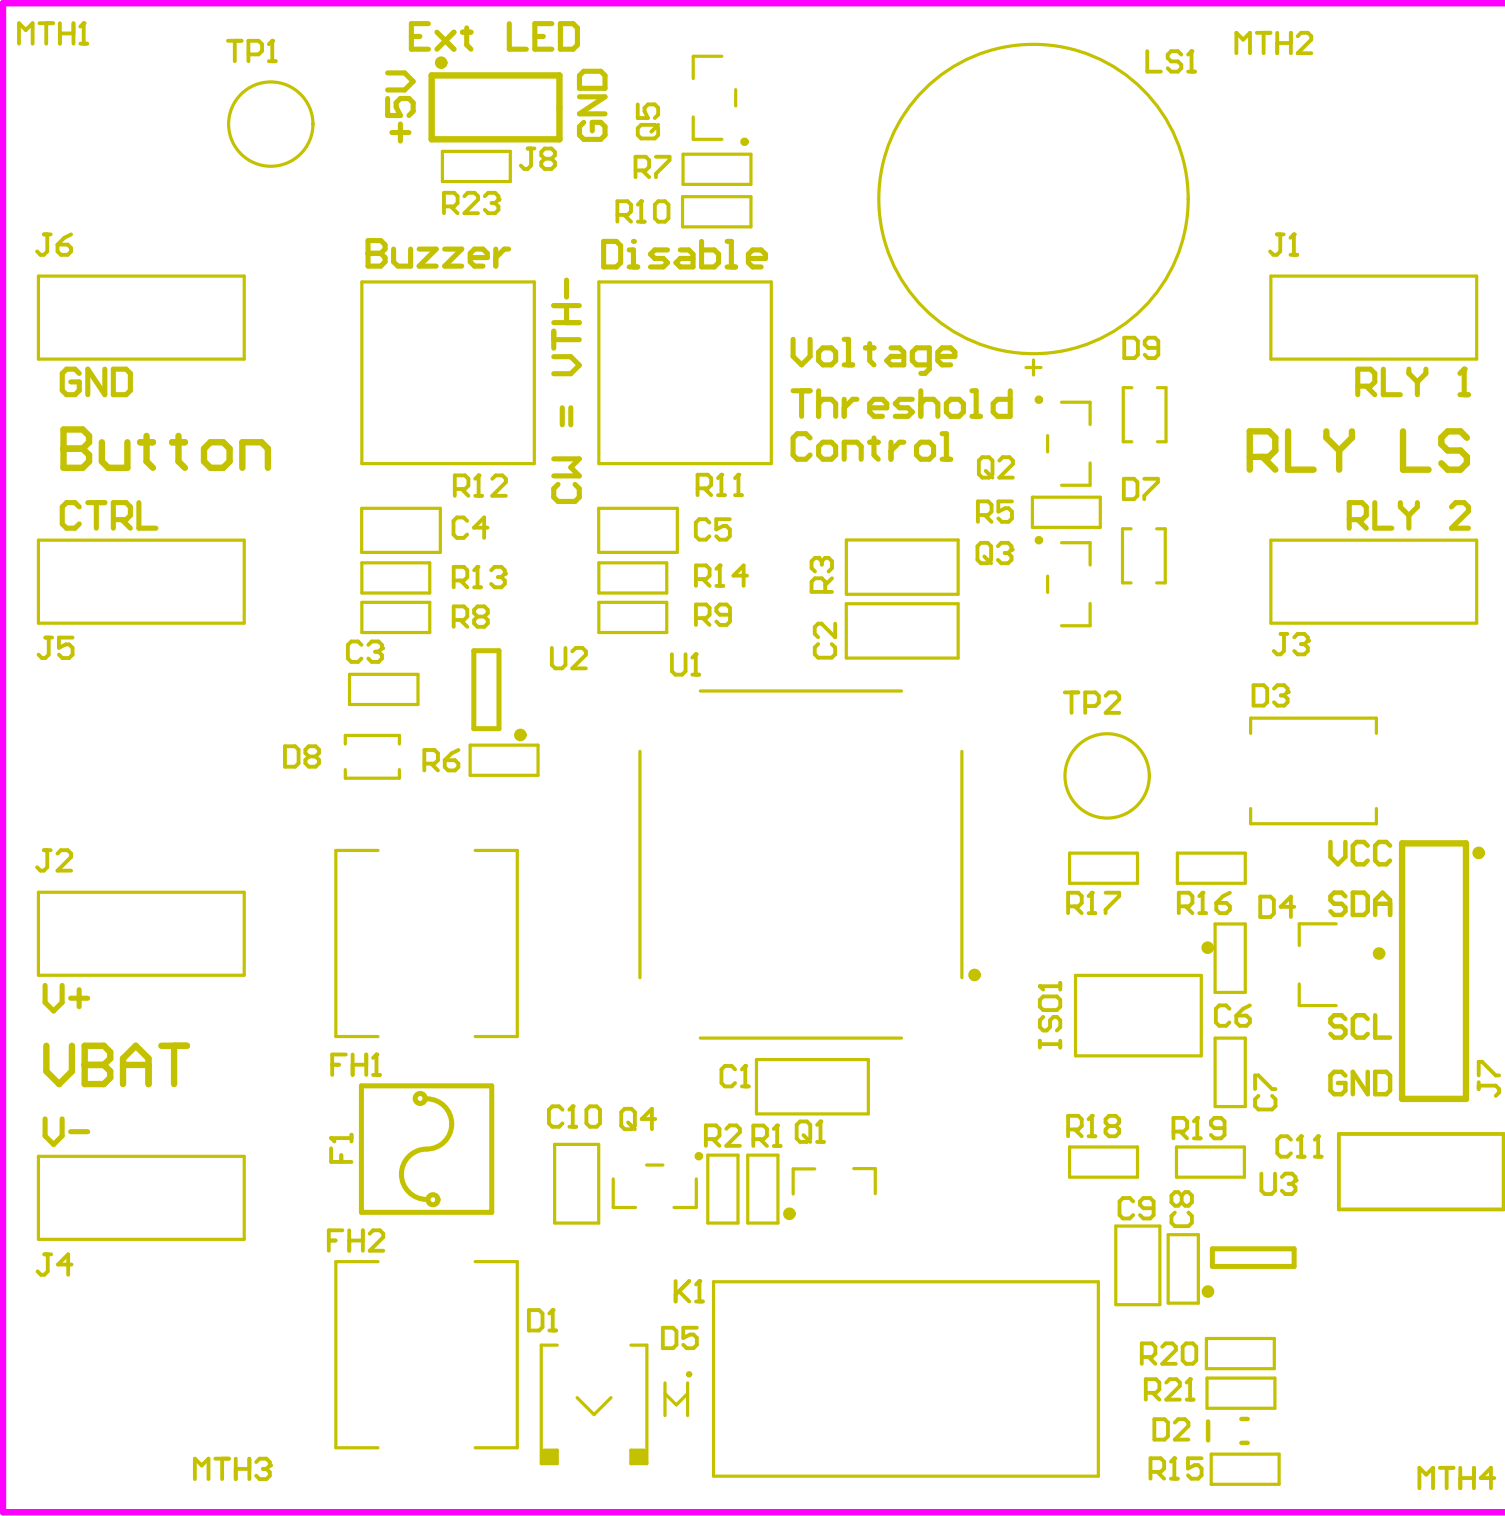 MTH1
Ext LED
MTH2
TP1
LS1
+5V
GND
Q5
J8
R7
R23
R10
J6
Buzzer
Disable
J1
CW = VTH-
Voltage
Threshold
Control
+
D9
GND
RLY 1
Button
RLY LS
Q2
R12
R11
D7
CTRL
R5
RLY 2
C4
C5
Q3
R3
R13
R14
R8
R9
J5
C3
U2
U1
C2
J3
D3
TP2
D8
R6
J2
VCC
R17
R16
D4
SDA
V+
ISO1
C6
SCL
VBAT
FH1
C1
GND
C7
J7
V-
F1
C10
Q4
R2
R1
Q1
R18
R19
C11
U3
C9
C8
J4
FH2
K1
D1
D5
R20
R21
D2
R15
MTH3
MTH4